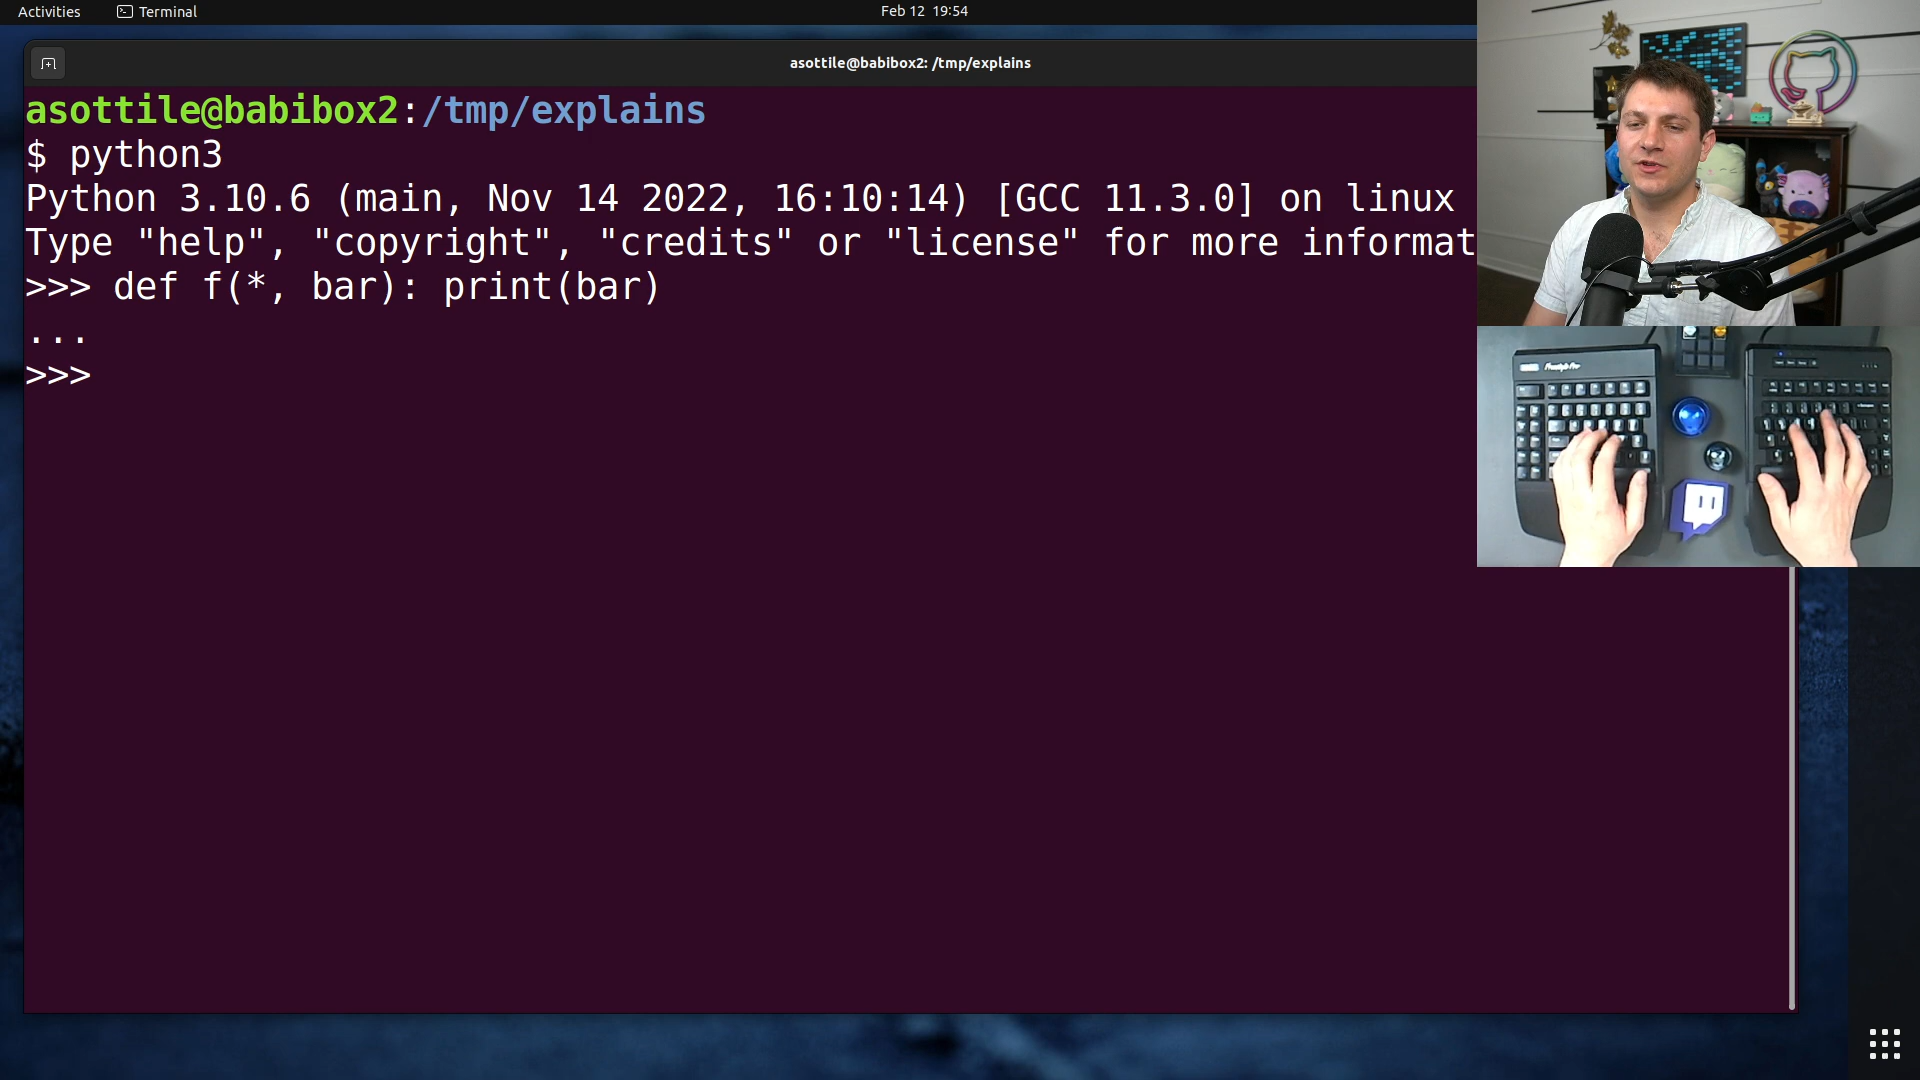 Activities
Terminal
Feb 12 19:54
asottile@babibox2: /tmp/explains
asottile@babibox2:/tmp/explains
$ python3
Python 3.10.6 (main, Nov 14 2022, 16:10:14) [GCC 11.3.0] on linux
Type "help", "copyright", "credits" or "license" for more informat
>>> def f(*, bar): print(bar)
...
>>>